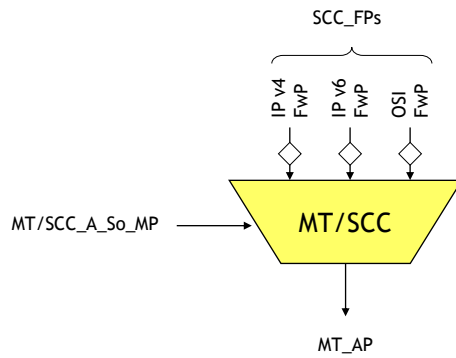 SCC_FPs
IP v4
FwP
IP v6
FwP
OSI
FwP
MT/SCC_A_So_MP
MT/SCC
MT_AP